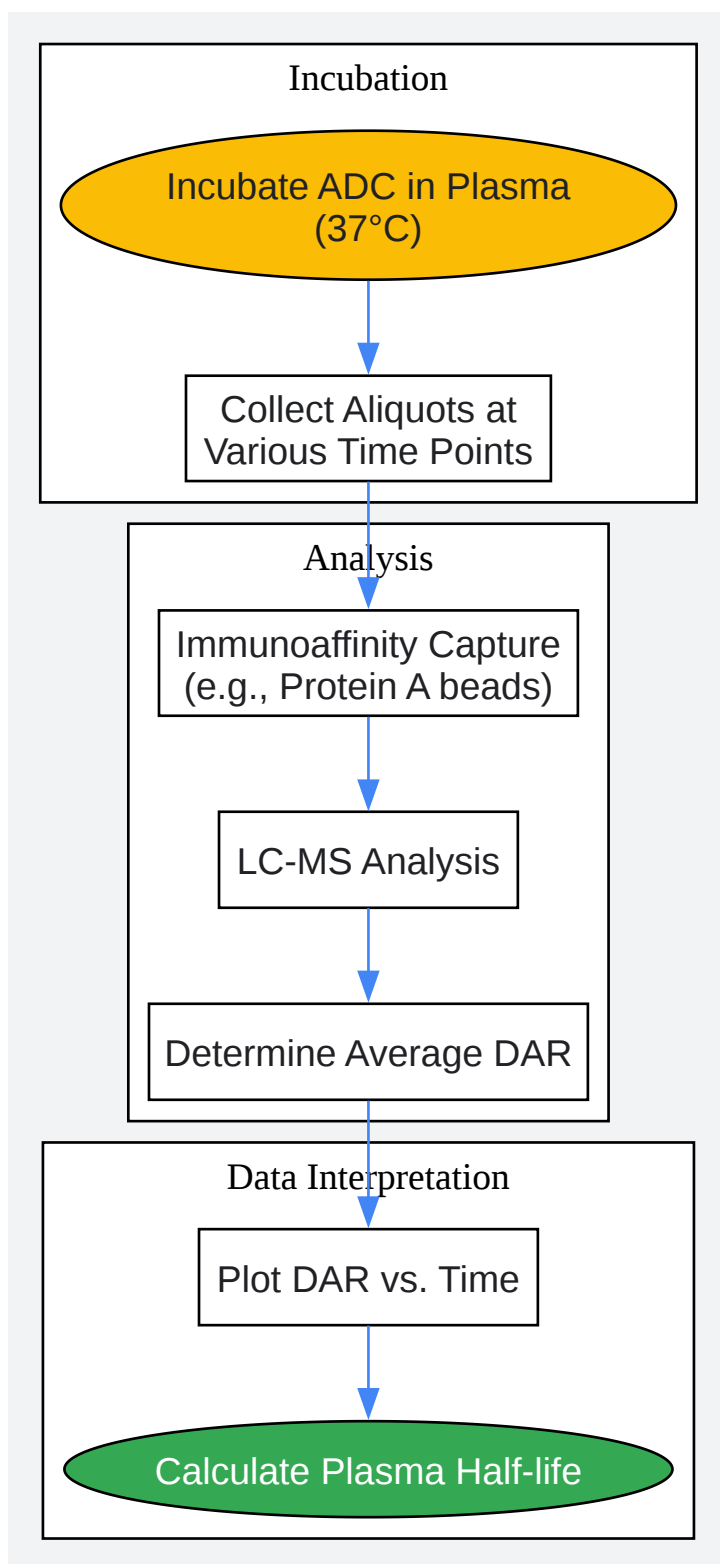 Incubation
Incubate ADC in Plasma
(37°C)
Collect Aliquots at
Various Time Points
Analysis
Immunoaffinity Capture
(e.g., Protein A beads)
LC-MS Analysis
Determine Average DAR
Data Interpretation
Plot DAR vs. Time
Calculate Plasma Half-life